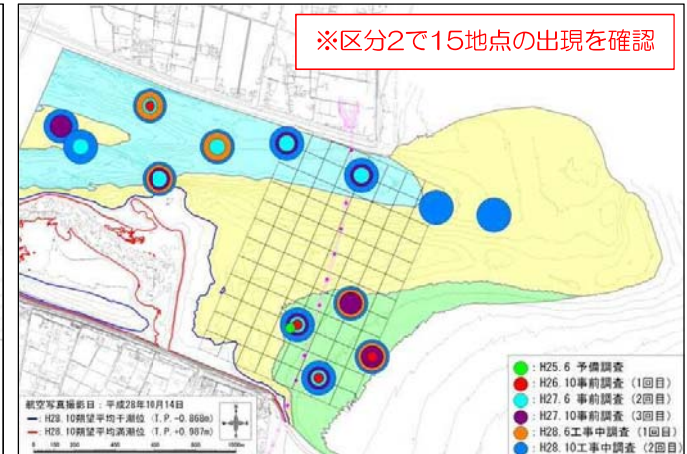 ※区分2で15地点の出現を確認
航空写真撮影日：平成28年10月14日
H28.10朔望平均干潮位（T.P.-0.868m）
H28.10朔望平均満潮位（T.P.+0.987m）
：H25.6 予備調査
：H26.10事前調査（1回目）
：H27.6 事前調査（2回目）
：H27.10事前調査（3回目）
：H28.6工事中調査（1回目）
：H28.10工事中調査（2回目）